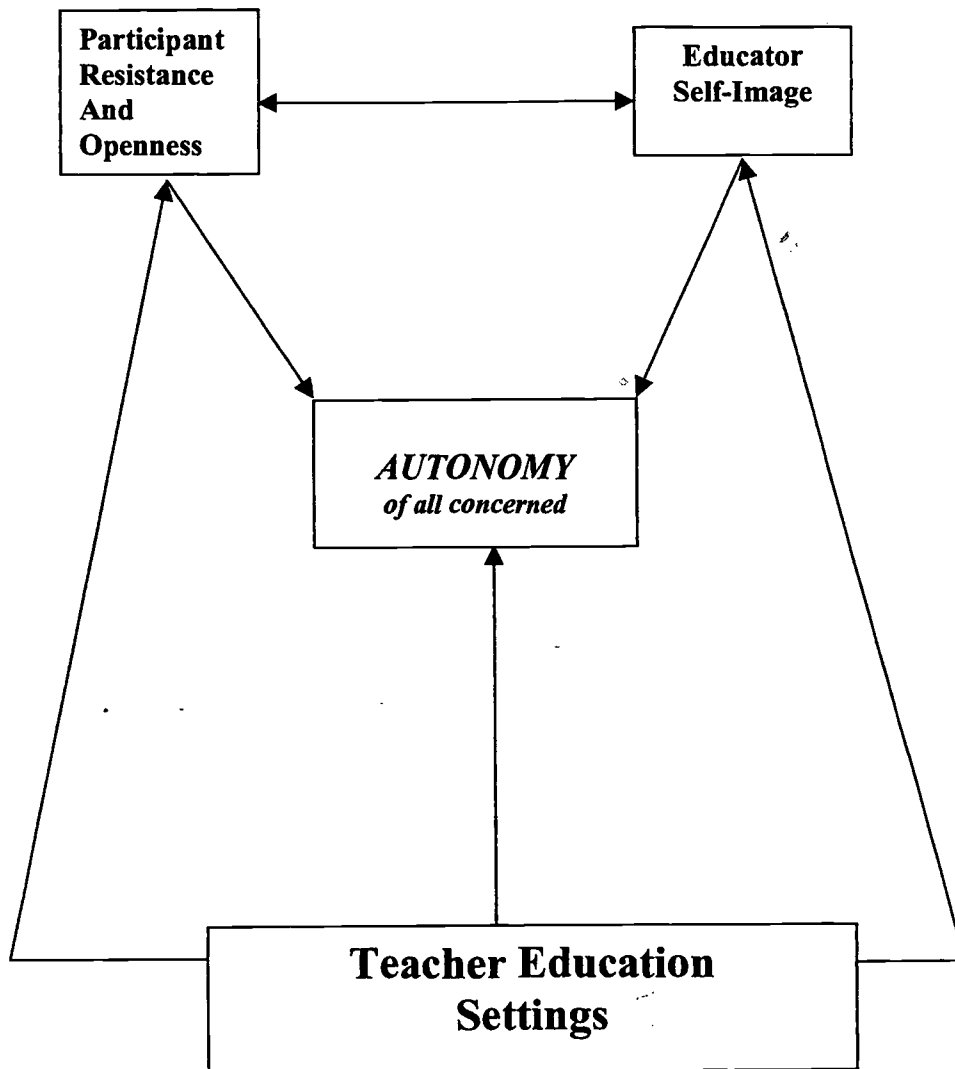 Participant
Resistance
And
Openness
Educator
Self-Image
AUTONOMY
of all concerned
Teacher Education
Settings